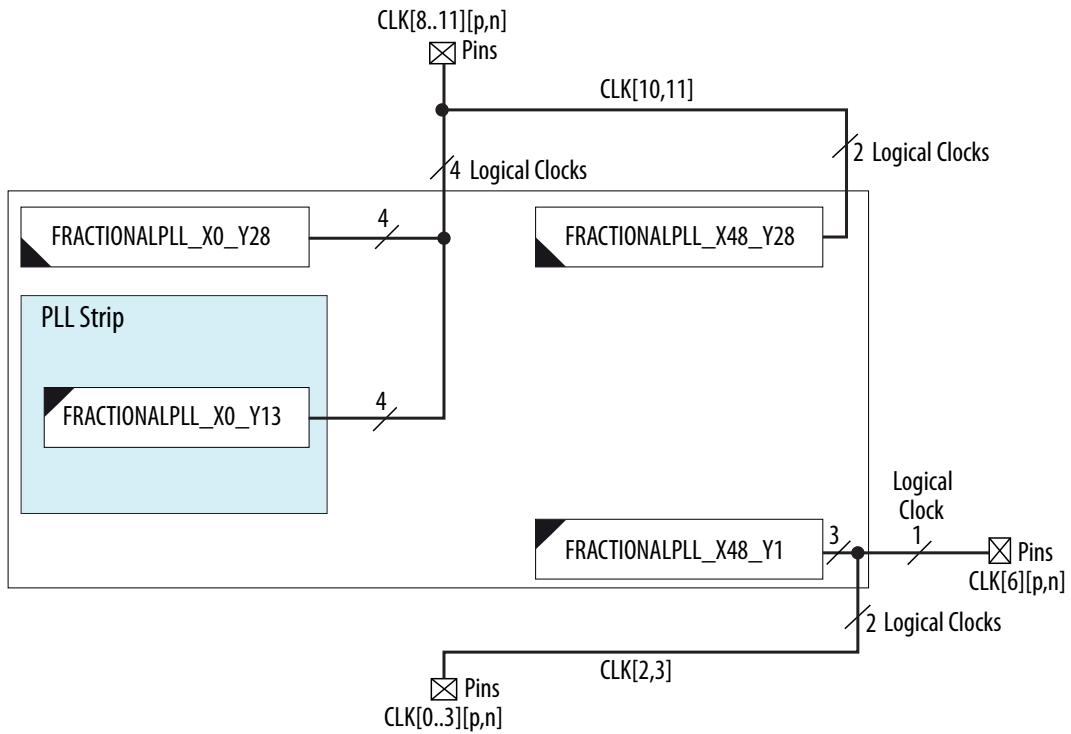 CLK[8..11][p,n]
Pins
CLK[10,11]
4 Logical Clocks
2 Logical Clocks
FRACTIONALPLL_X0_Y28
4
FRACTIONALPLL_X48_Y28
PLL Strip
FRACTIONALPLL_X0_Y13
4
Logical
Clock
1
FRACTIONALPLL_X48_Y1
3
Pins
CLK[6][p,n]
2 Logical Clocks
CLK[2,3]
Pins
CLK[0..3][p,n]